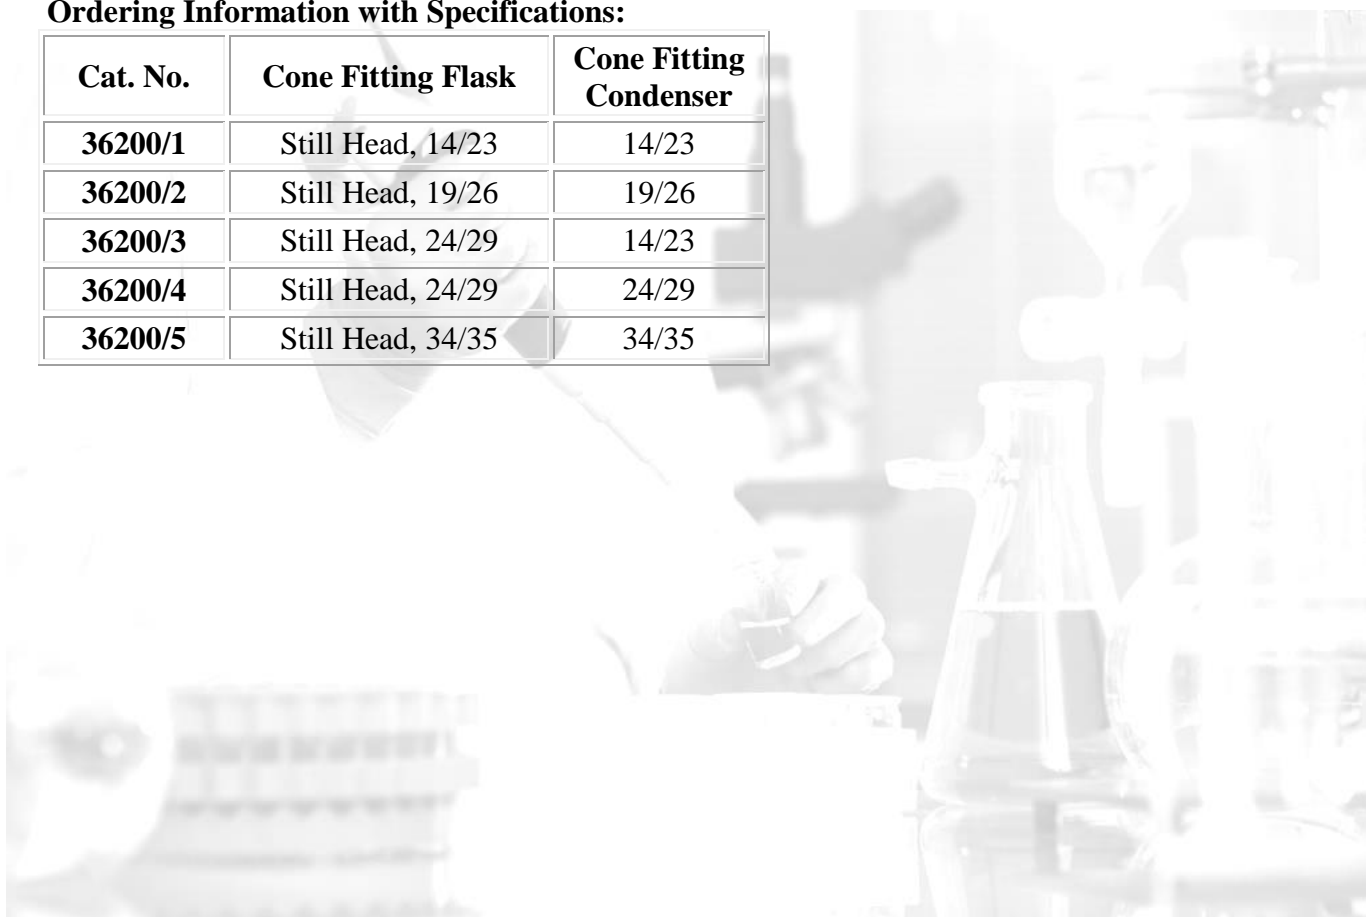 Ordering Information with Specifications:
Cat. No. Cone Fitting Flask Cone Fitting Condenser
36200/1 Still Head, 14/23 14/23
36200/2 Still Head, 19/26 19/26
36200/3 Still Head, 24/29 14/23
36200/4 Still Head, 24/29 24/29
36200/5 Still Head, 34/35 34/35